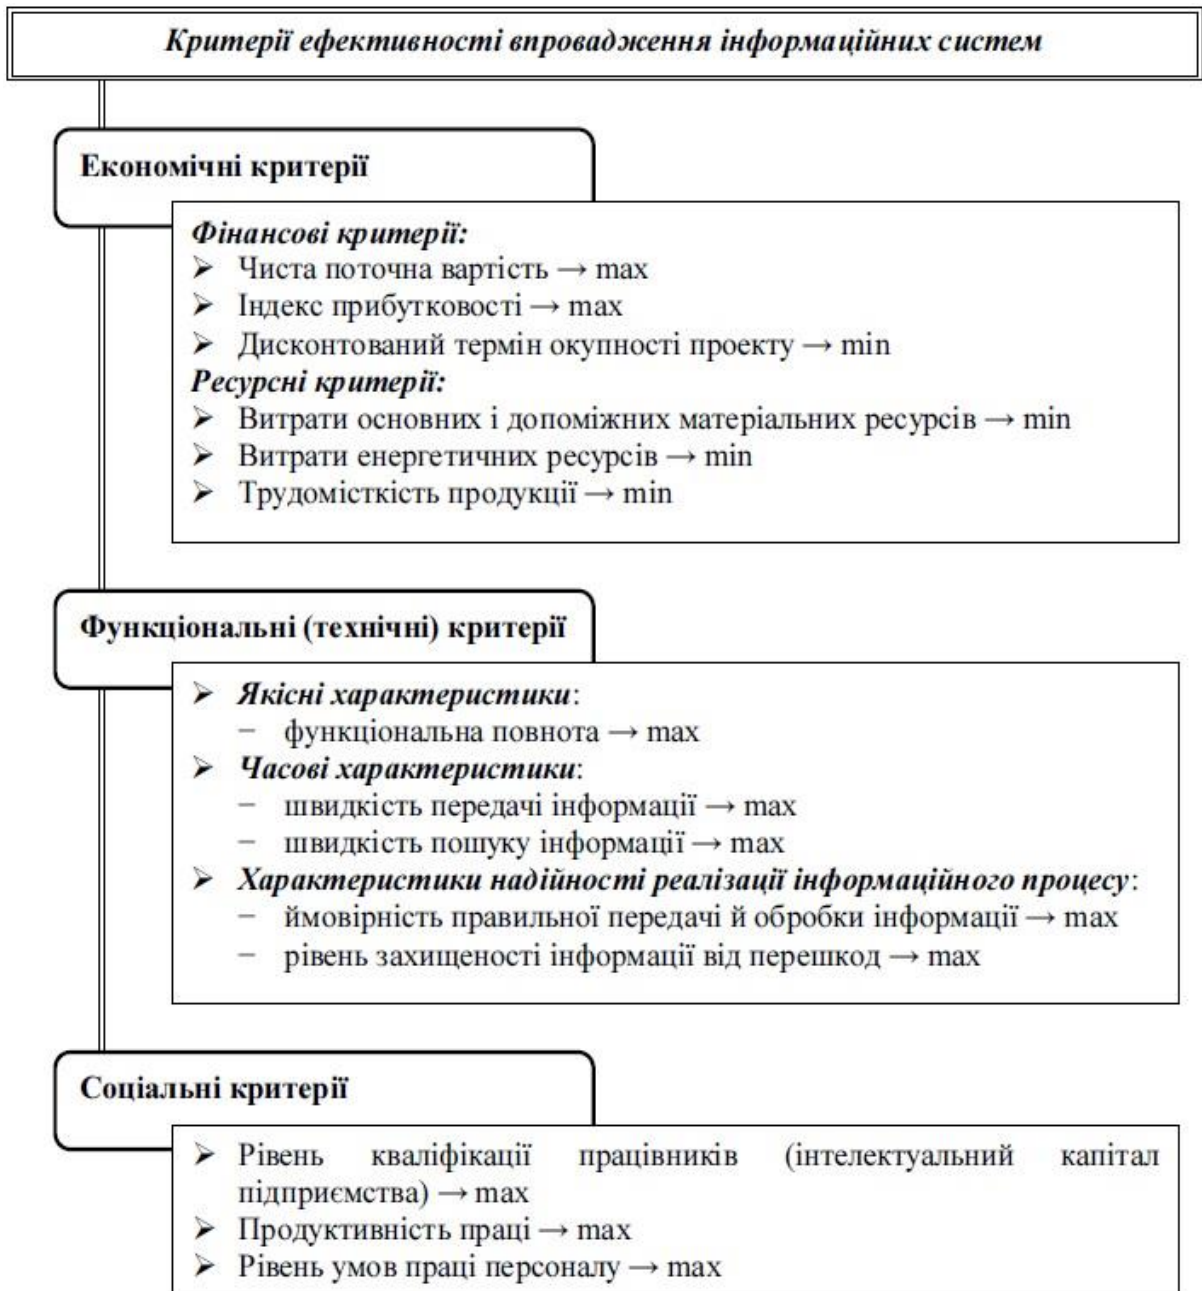 Критерії ефективності впровадження інформаційних систем
Економічні критерії
Фінансові критерії:
➢ Чиста поточна вартість → max
➢ Індекс прибутковості → max
➢ Дисконтований термін окупності проекту → min
Ресурсні критерії:
➢ Витрати основних і допоміжних матеріальних ресурсів → min
➢ Витрати енергетичних ресурсів → min
➢ Трудомісткість продукції → min
Функціональні (технічні) критерії
➢ Якісні характеристики:
− функціональна повнота → max
➢ Часові характеристики:
− швидкість передачі інформації → max
− швидкість пошуку інформації → max
➢ Характеристики надійності реалізації інформаційного процесу:
− ймовірність правильної передачі й обробки інформації → max
− рівень захищеності інформації від перешкод → max
Соціальні критерії
➢ Рівень кваліфікації працівників (інтелектуальний капітал
підприємства) → max
➢ Продуктивність праці → max
➢ Рівень умов праці персоналу → max